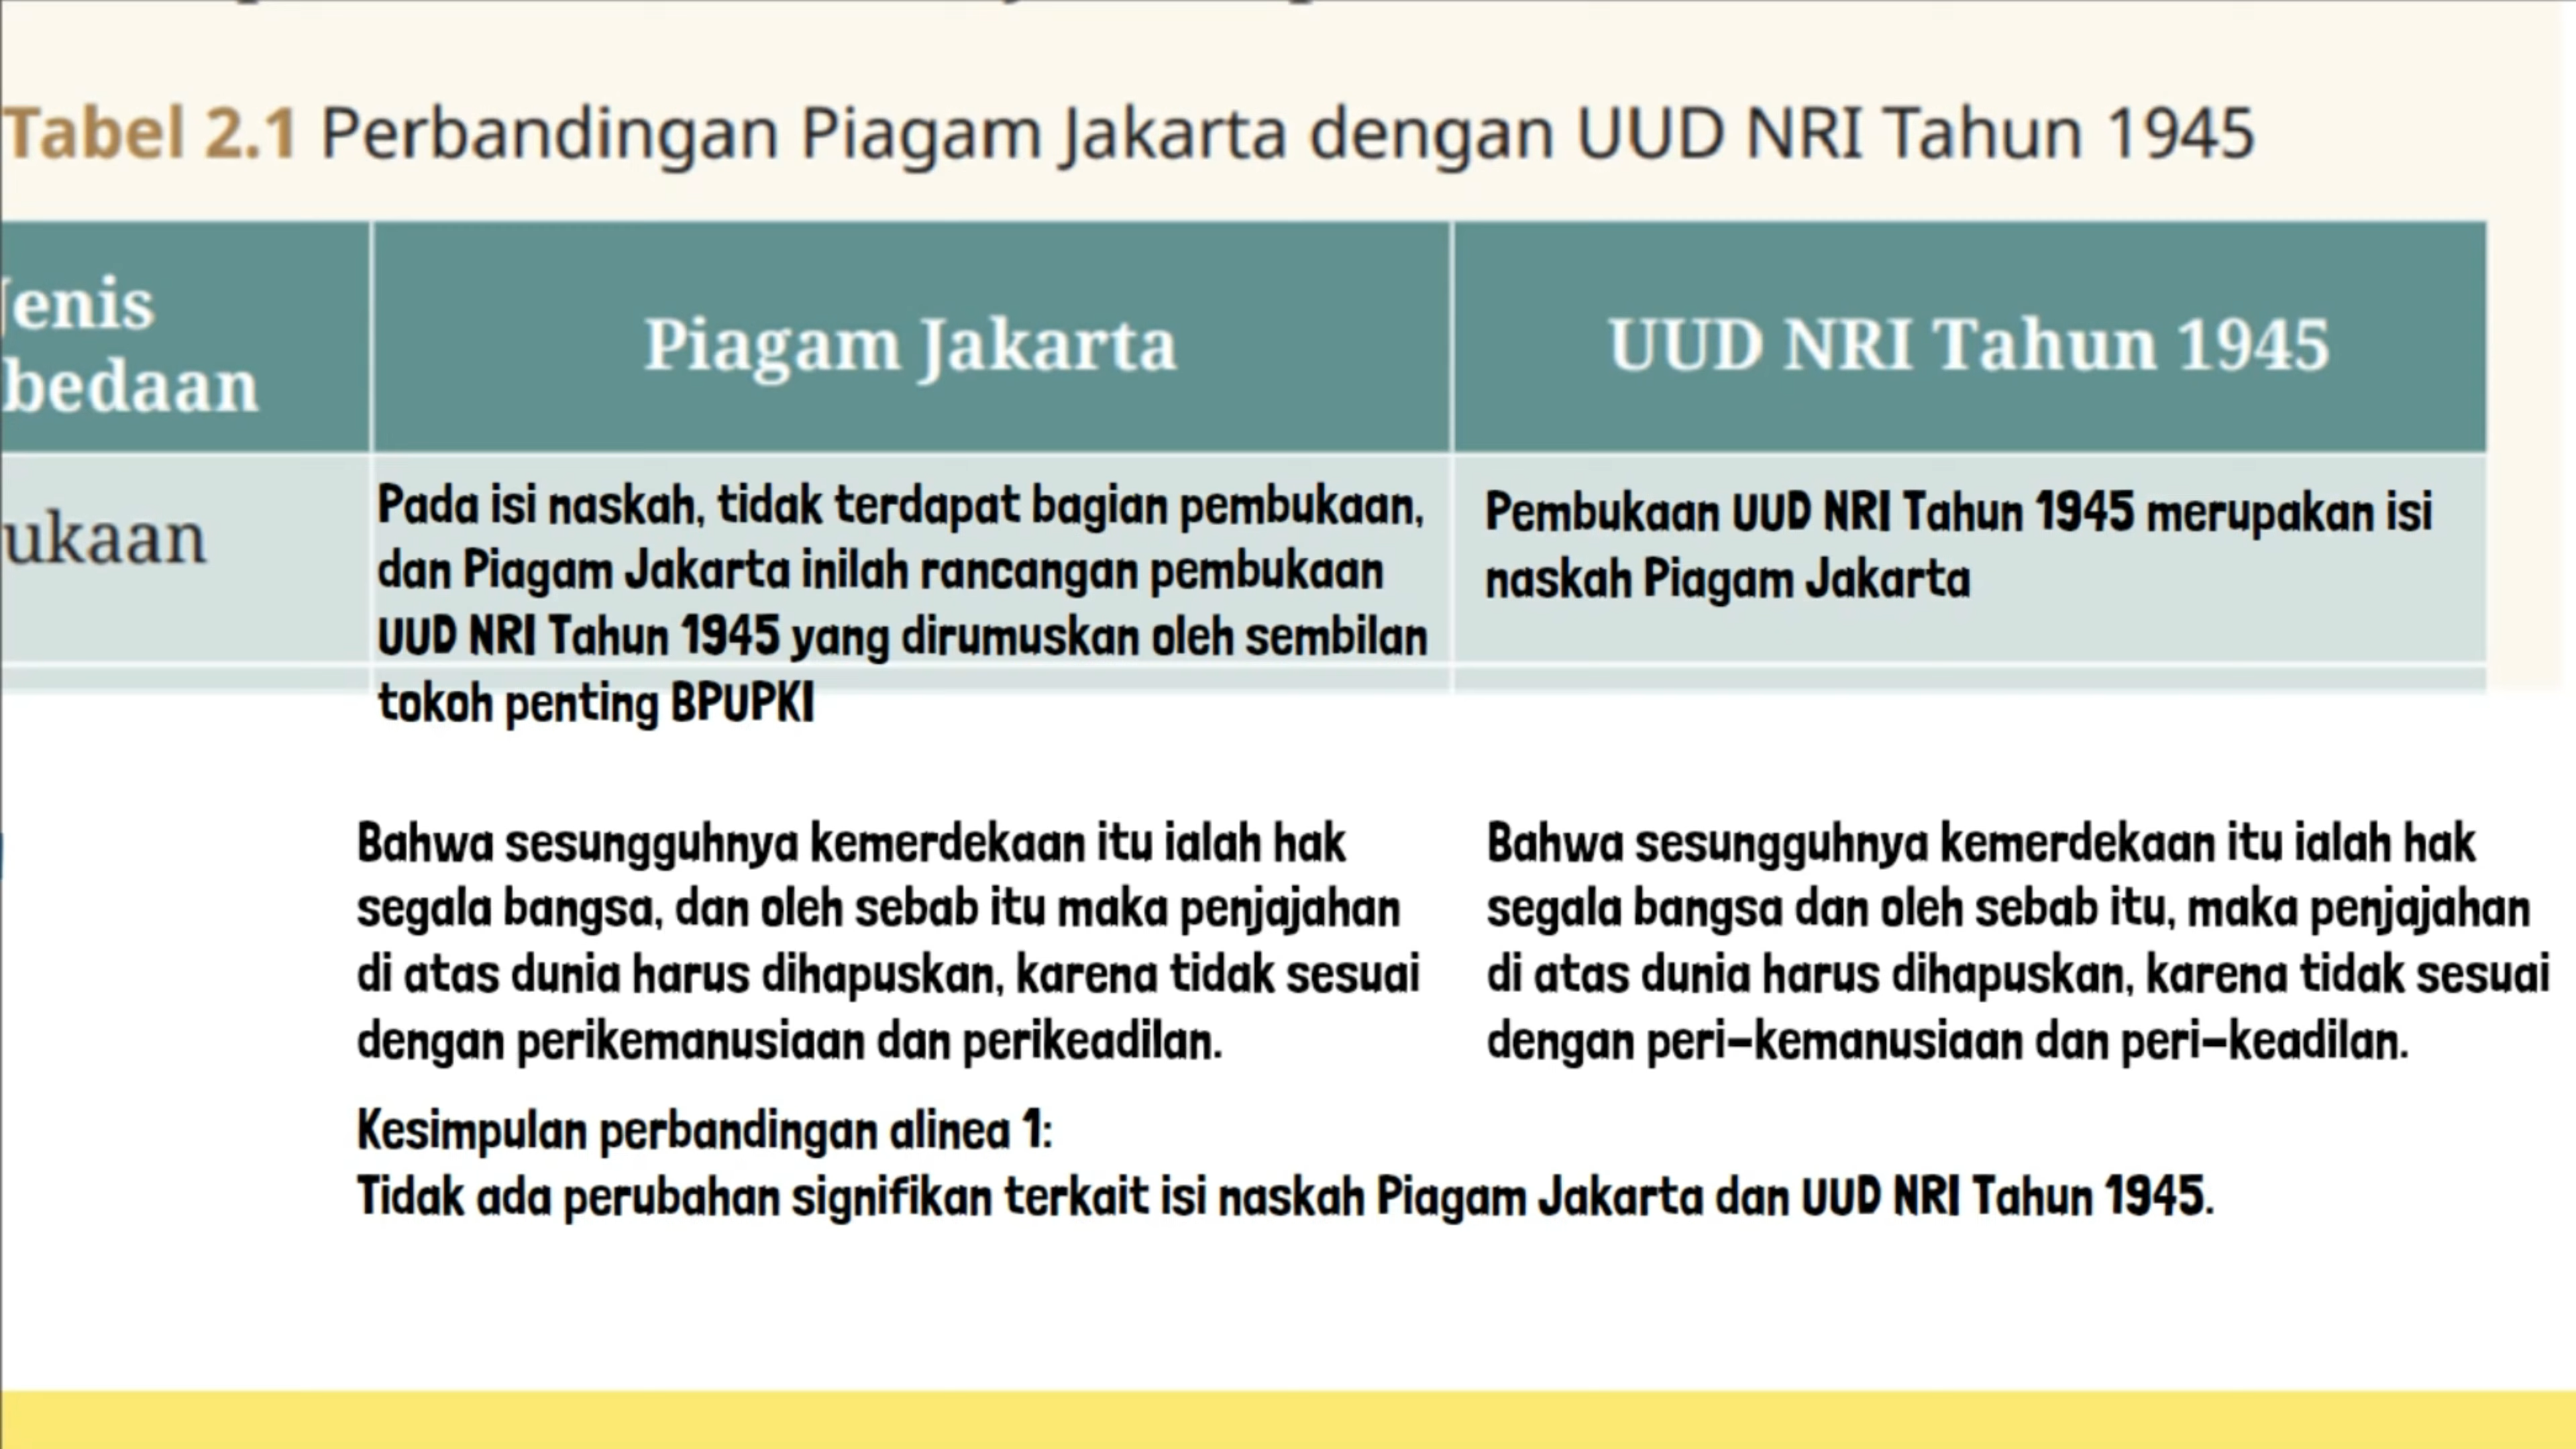 Tabel 2.1 Perbandingan Piagam Jakarta dengan UUD NRI Tahun 1945
Jenis
bedaan
Piagam Jakarta
UUD NRI Tahun 1945
ukaan
Pada isi naskah, tidak terdapat bagian pembukaan,
dan Piagam Jakarta inilah rancangan pembukaan
UUD NRI Tahun 1945 yang dirumuskan oleh sembilan
tokoh penting BPUPKI
Pembukaan UUD NRI Tahun 1945 merupakan isi
naskah Piagam Jakarta
Bahwa sesungguhnya kemerdekaan itu ialah hak
segala bangsa, dan oleh sebab itu maka penjajahan
di atas dunia harus dihapuskan, karena tidak sesuai
dengan perikemanusiaan dan perikeadilan.
Bahwa sesungguhnya kemerdekaan itu ialah hak
segala bangsa dan oleh sebab itu, maka penjajahan
di atas dunia harus dihapuskan, karena tidak sesuai
dengan peri-kemanusiaan dan peri-keadilan.
Kesimpulan perbandingan alinea 1:
Tidak ada perubahan signifikan terkait isi naskah Piagam Jakarta dan UUD NRI Tahun 1945.